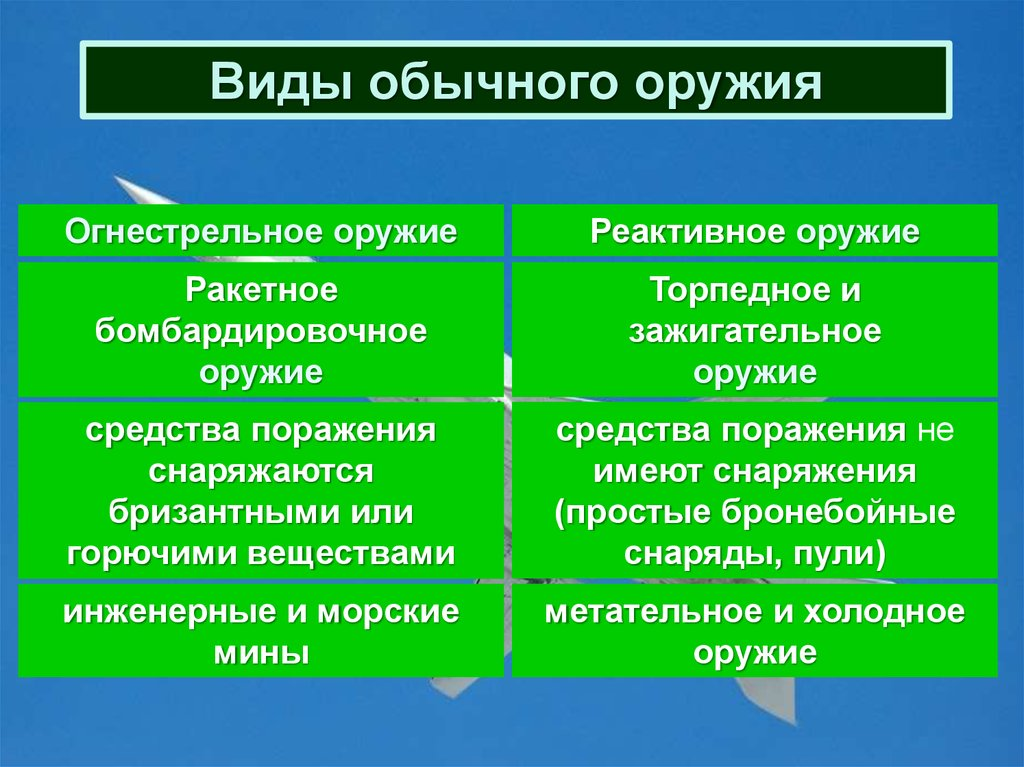 Виды обычного оружия
Огнестрельное оружие
Реактивное оружие
Ракетное
бомбардировочное
оружие
Торпедное и
зажигательное
оружие
средства поражения
снаряжаются
бризантными или
горючими веществами
средства поражения не
имеют снаряжения
(простые бронебойные
снаряды, пули)
инженерные и морские
мины
метательное и холодное
оружие